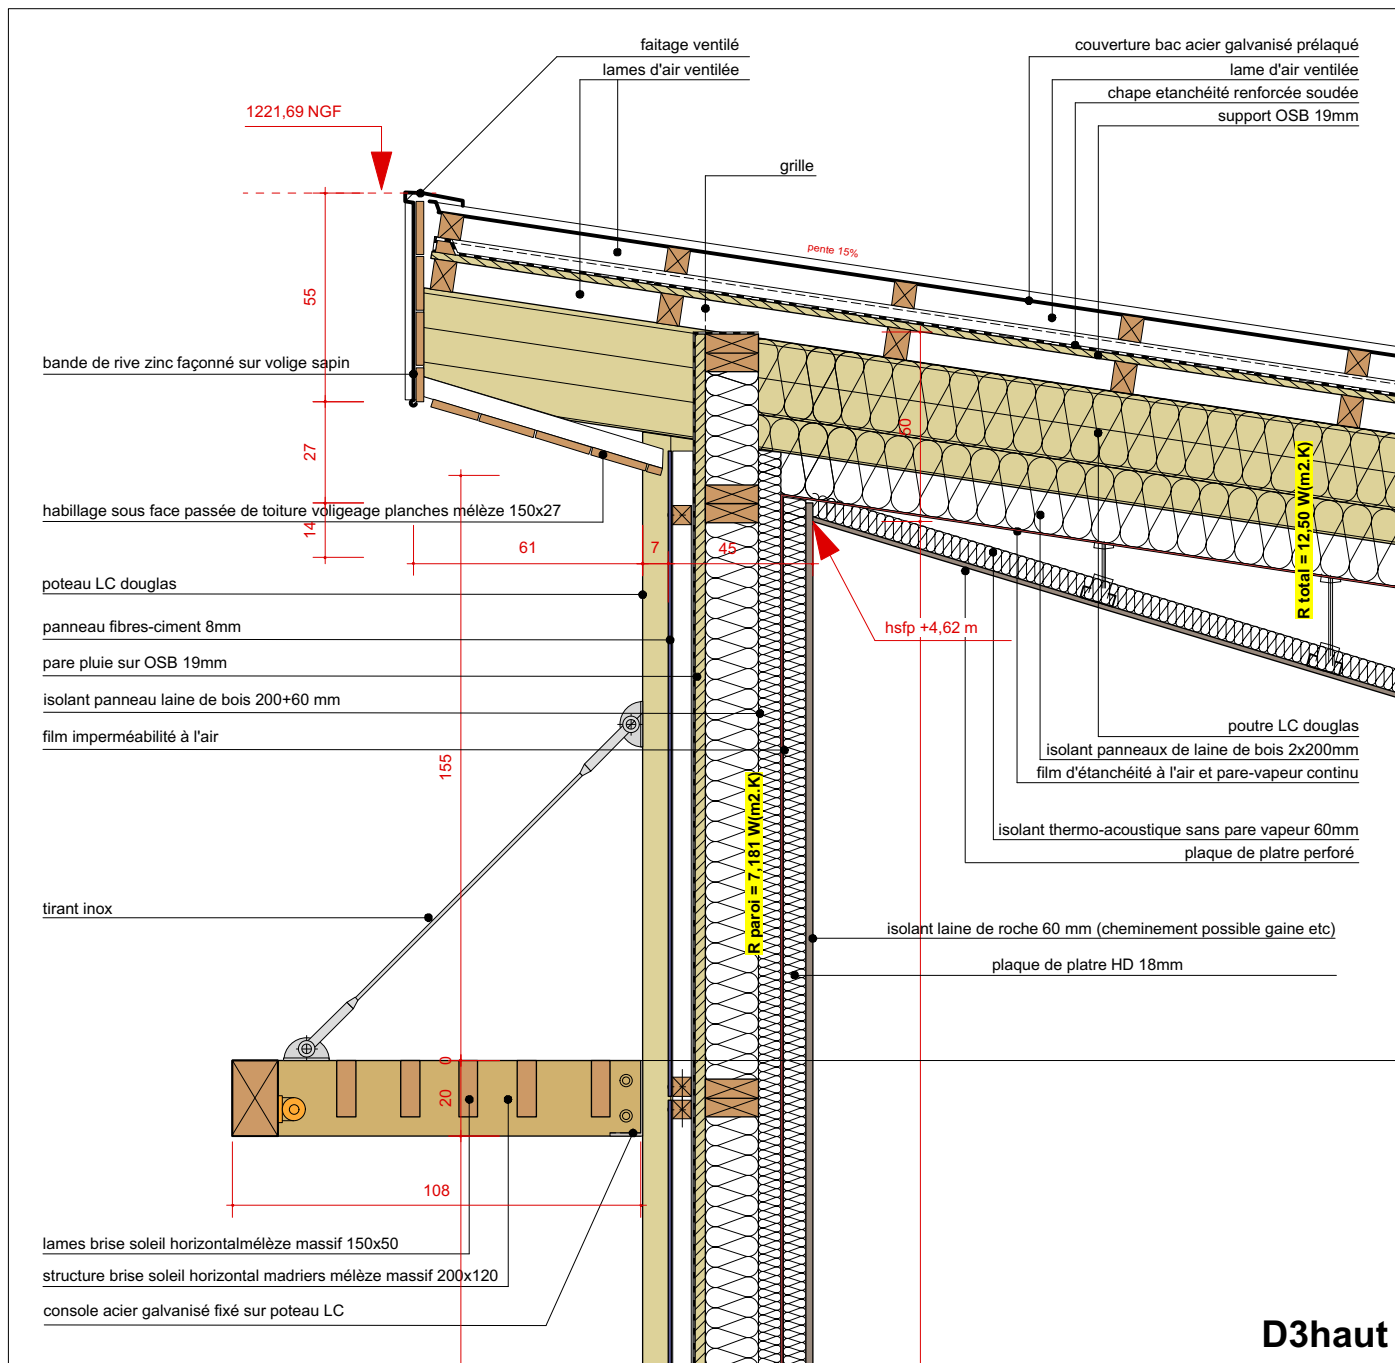 faitage ventilé
couverture bac acier galvanisé prélaqué
lames d'air ventilée
lame d'air ventilée
chape etanchéité renforcée soudée
1221,69 NGF
support OSB 19mm
grille
pente 15%
55
bande de rive zinc façonné sur volige sapin
27
60
R total = 12,50 W(m2.K)
habillage sous face passée de toiture voligeage planches mélèze 150x27
14
61
7
45
poteau LC douglas
panneau fibres-ciment 8mm
hsfp +4,62 m
pare pluie sur OSB 19mm
isolant panneau laine de bois 200+60 mm
poutre LC douglas
film imperméabilité à l'air
isolant panneaux de laine de bois 2x200mm
155
film d'étanchéité à l'air et pare-vapeur continu
isolant thermo-acoustique sans pare vapeur 60mm
plaque de platre perforé
R paroi = 7,181 W(m2.K)
tirant inox
isolant laine de roche 60 mm (cheminement possible gaine etc)
plaque de platre HD 18mm
0
20
108
lames brise soleil horizontalmélèze massif 150x50
structure brise soleil horizontal madriers mélèze massif 200x120
console acier galvanisé fixé sur poteau LC
D3haut